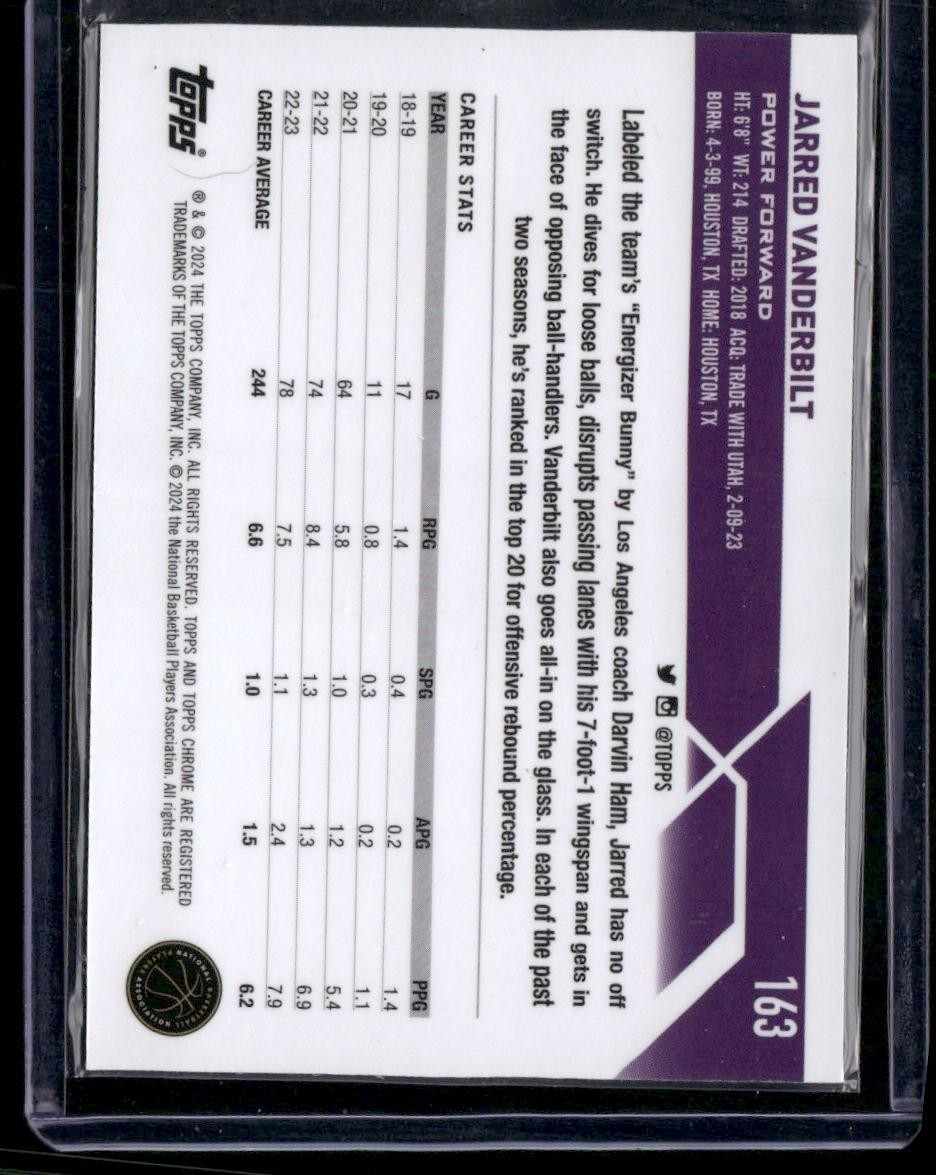 JARRED VANDERBILT
163
POWER FORWARD
HT: 6'8" WT: 214 DRAFTED: 2018 ACQ: TRADE WITH UTAH, 2-09-23
BORN: 4-3-99, HOUSTON, TX HOME: HOUSTON, TX
@TOPPS
Labeled the team's “Energizer Bunny” by Los Angeles coach Darvin Ham, Jarred has no off
switch. He dives for loose balls, disrupts passing lanes with his 7-foot-1 wingspan and gets in
the face of opposing ball-handlers. Vanderbilt also goes all-in on the glass. In each of the past
two seasons, he's ranked in the top 20 for offensive rebound percentage.
CAREER STATS
YEAR G RPG SPG APG PPG
18-19 17 1.4 0.4 0.2 1.4
19-20 11 0.8 0.3 0.2 1.1
20-21 64 5.8 1.0 1.2 5.4
21-22 74 8.4 1.3 1.3 6.9
22-23 78 7.5 1.1 2.4 7.9
CAREER AVERAGE 244 6.6 1.0 1.5 6.2
topps®
® & © 2024 THE TOPPS COMPANY, INC. ALL RIGHTS RESERVED. TOPPS AND TOPPS CHROME ARE REGISTERED
TRADEMARKS OF THE TOPPS COMPANY, INC. © 2024 the National Basketball Players Association. All rights reserved.
NATIONAL BASKETBALL PLAYERS ASSOCIATION